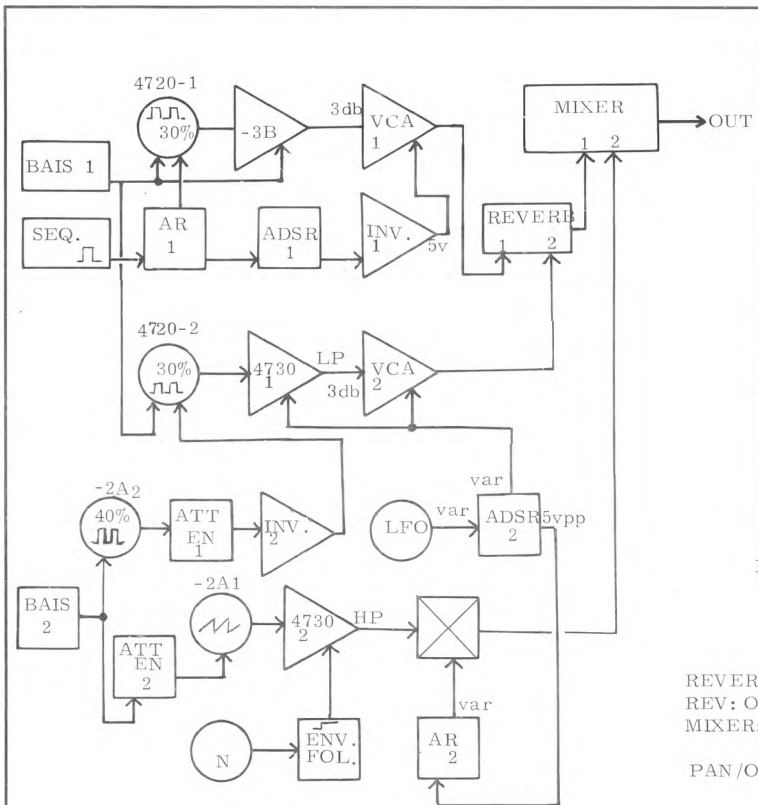 4720-1
30%
-3B
3db
VCA
1
MIXER
1 2
OUT
BAIS 1
SEQ.
AR
1
ADSR
1
INV.
1
5v
REVERB
1 2
4720-2
30%
4730
1
LP
3db
VCA
2
-2A2
40%
ATT
EN
1
INV.
2
LFO
var
var
ADSR
2
5vpp
BAIS
2
-2A1
ATT
EN
2
4730
2
HP
var
AR
2
N
ENV.
FOL.
REVER
REV: O
MIXER:
PAN/O